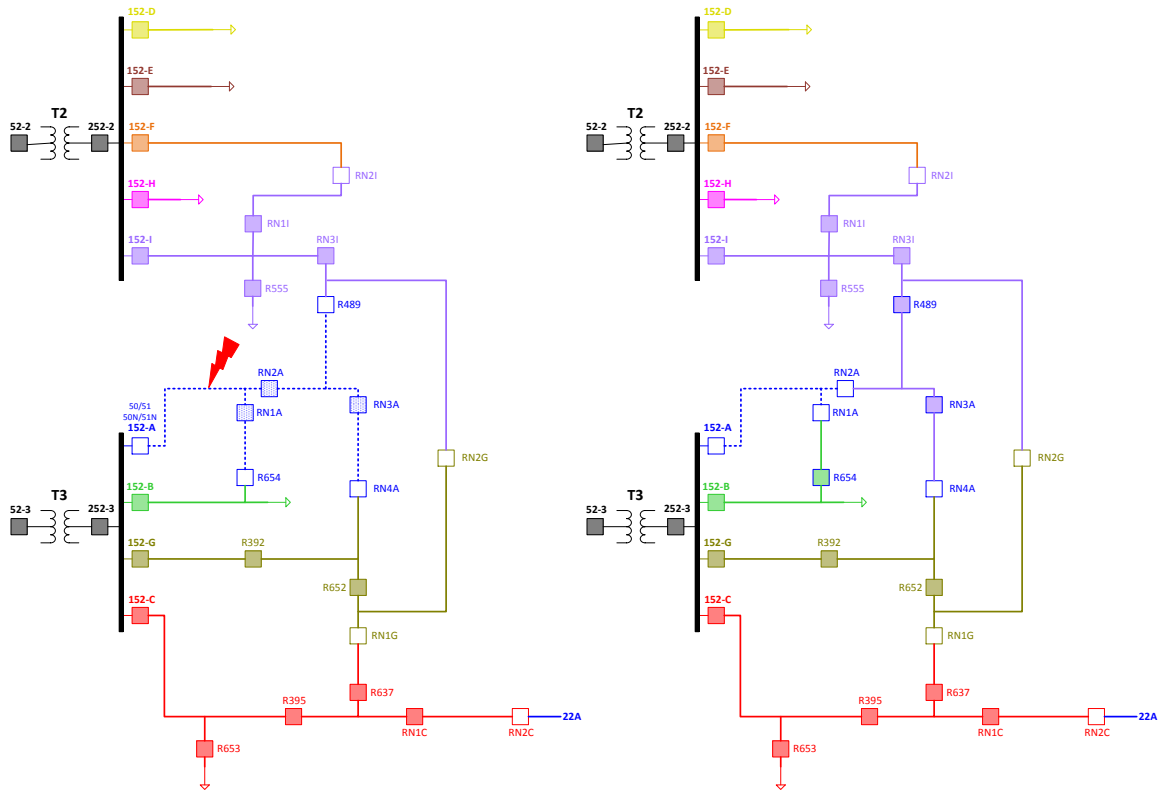 152-D
152-E
T2
52-2
252-2
152-F
RN2I
152-H
RN1I
152-I
RN3I
R555
R489
RN2A
RN1A
RN3A
50/51
50N/51N
152-A
RN2G
R654
RN4A
152-B
T3
52-3
252-3
152-G
R392
R652
152-C
RN1G
R637
R395
RN1C
RN2C
22A
R653
152-D
152-E
T2
52-2
252-2
152-F
RN2I
152-H
RN1I
152-I
RN3I
R555
R489
RN2A
RN1A
RN3A
152-A
RN2G
R654
RN4A
152-B
T3
52-3
252-3
152-G
R392
R652
152-C
RN1G
R637
R395
RN1C
RN2C
22A
R653